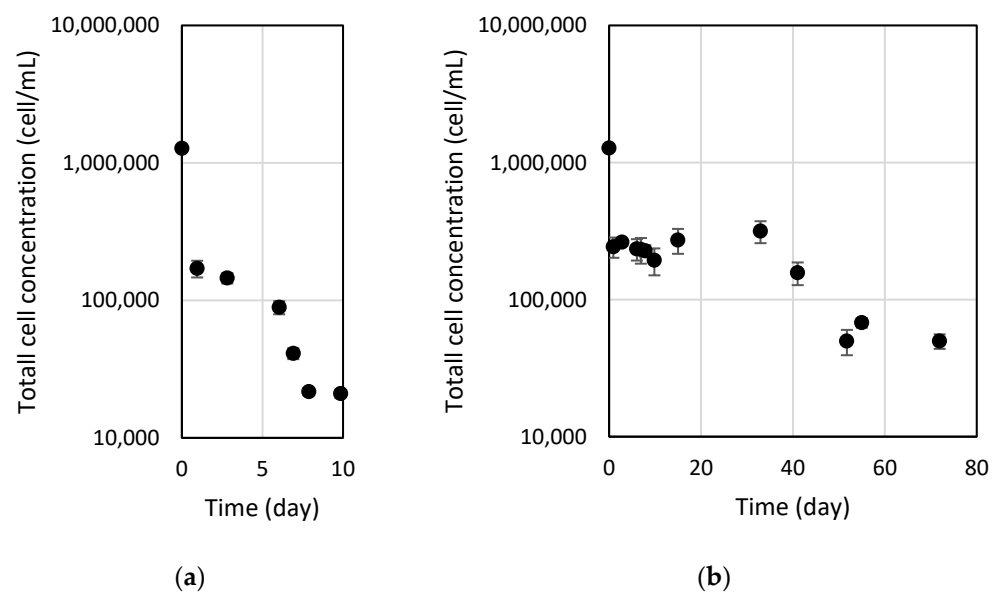 Totall cell concentration (cell/mL)
10,000,000
1,000,000
100,000
10,000
0 5 10
Time (day)
(a)
Totall cell concentration (cell/mL)
10,000,000
1,000,000
100,000
10,000
0 20 40 60 80
Time (day)
(b)